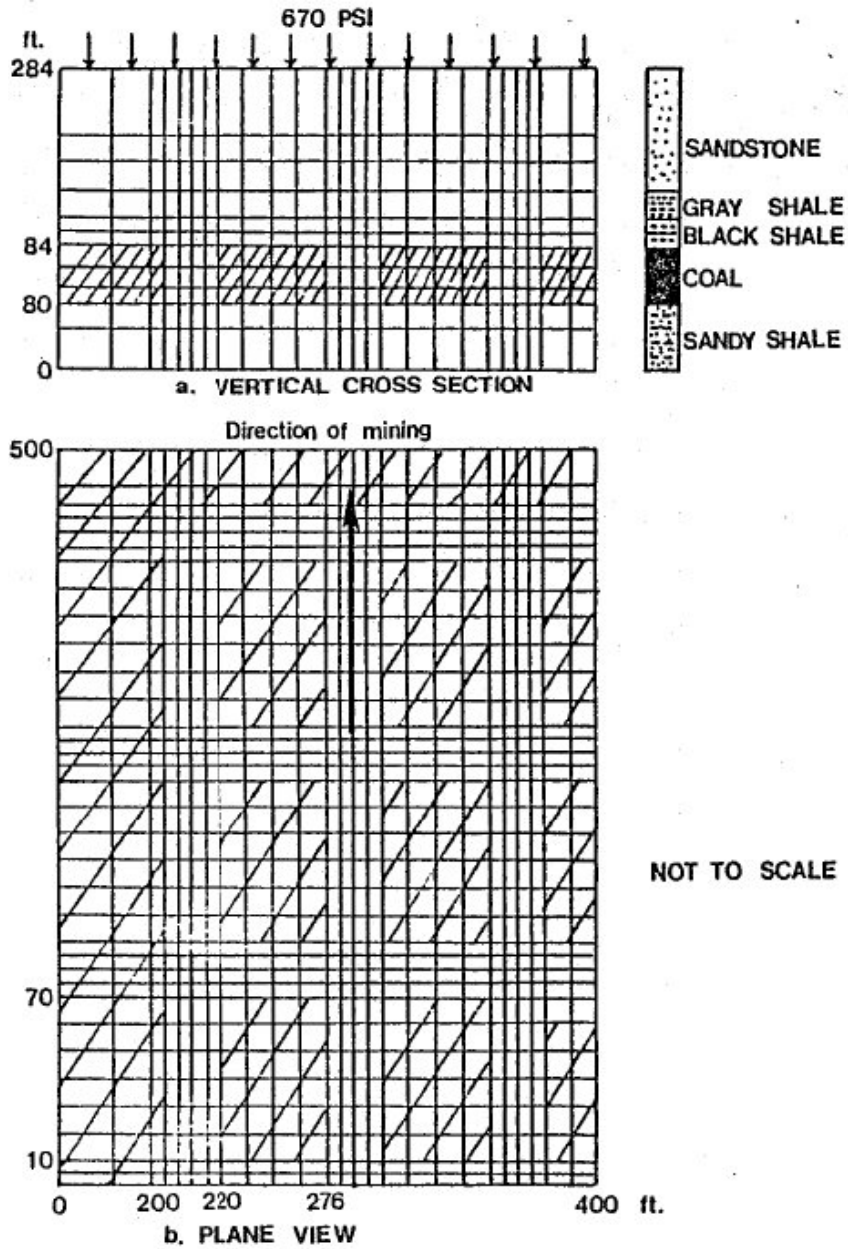 670 PSI
ft.
284
84
80
0
SANDSTONE
GRAY SHALE
BLACK SHALE
COAL
SANDY SHALE
a. VERTICAL CROSS SECTION
Direction of mining
500
70
10
NOT TO SCALE
0 200 220 276 400 ft.
b. PLANE VIEW